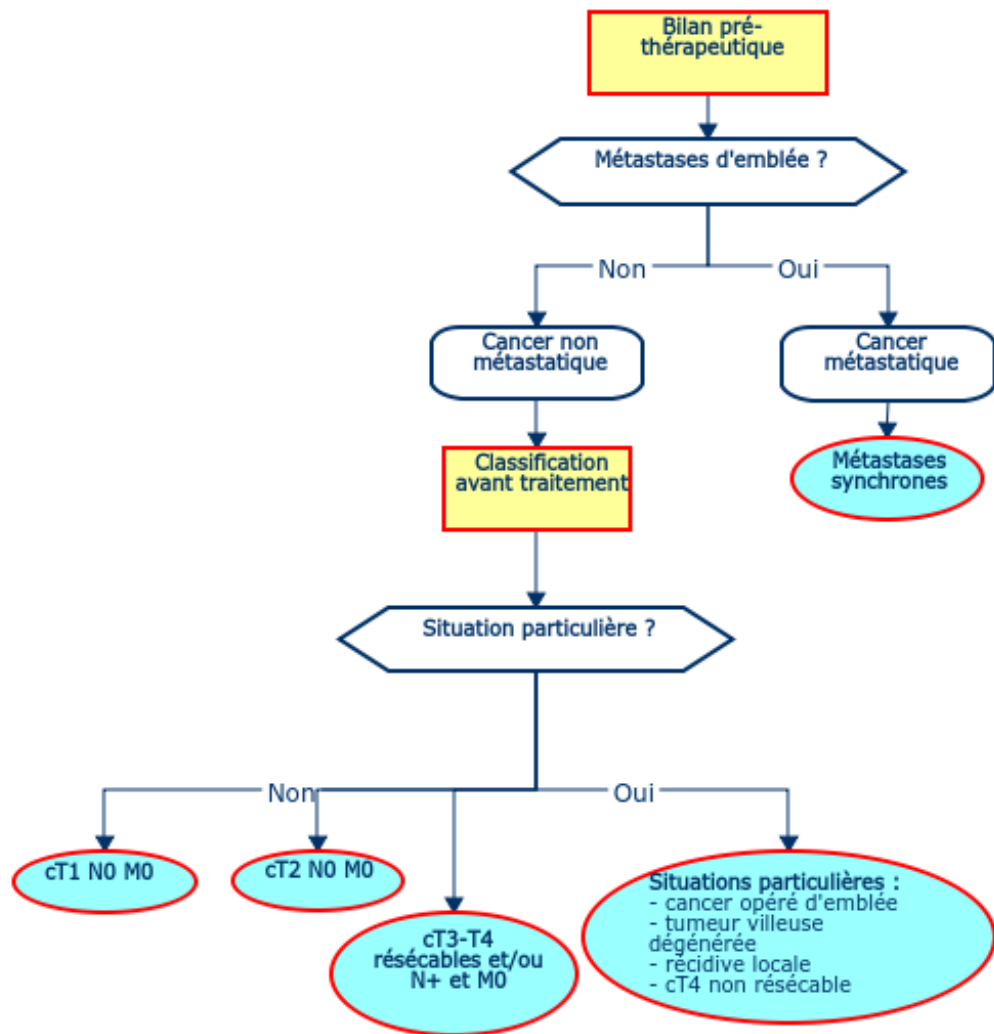 Bilan pré-
thérapeutique
Métastases d'emblée ?
Non
Oui
Cancer non
métastatique
Cancer
métastatique
Classification
avant traitement
Métastases
synchrones
Situation particulière ?
Non
Oui
cT1 N0 M0
cT2 N0 M0
cT3-T4
résécables et/ou
N+ et M0
Situations particulières :
- cancer opéré d'emblée
- tumeur villeuse
dégénérée
- récidive locale
- cT4 non résécable